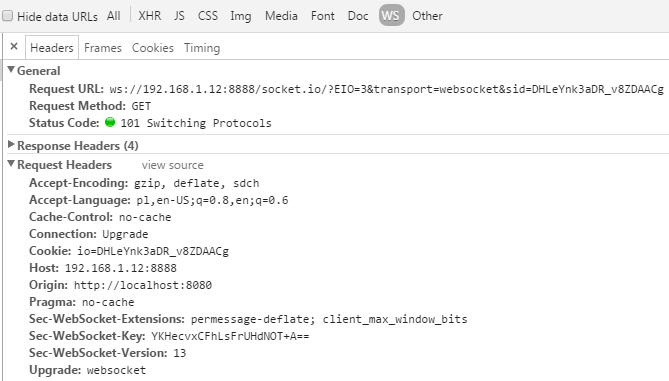 Hide data URLs All XHR JS CSS Img Media Font Doc WS Other
× Headers Frames Cookies Timing
▼General
Request URL: ws://192.168.1.12:8888/socket.io/?EIO=3&transport=websocket&sid=DHLeYnk3aDR_v8ZDAACg
Request Method: GET
Status Code: 101 Switching Protocols
▶Response Headers (4)
▼Request Headers view source
Accept-Encoding: gzip, deflate, sdch
Accept-Language: pl,en-US;q=0.8,en;q=0.6
Cache-Control: no-cache
Connection: Upgrade
Cookie: io=DHLeYnk3aDR_v8ZDAACg
Host: 192.168.1.12:8888
Origin: http://localhost:8080
Pragma: no-cache
Sec-WebSocket-Extensions: permessage-deflate; client_max_window_bits
Sec-WebSocket-Key: YKHecvxCFhLsFrUHdNOT+A==
Sec-WebSocket-Version: 13
Upgrade: websocket